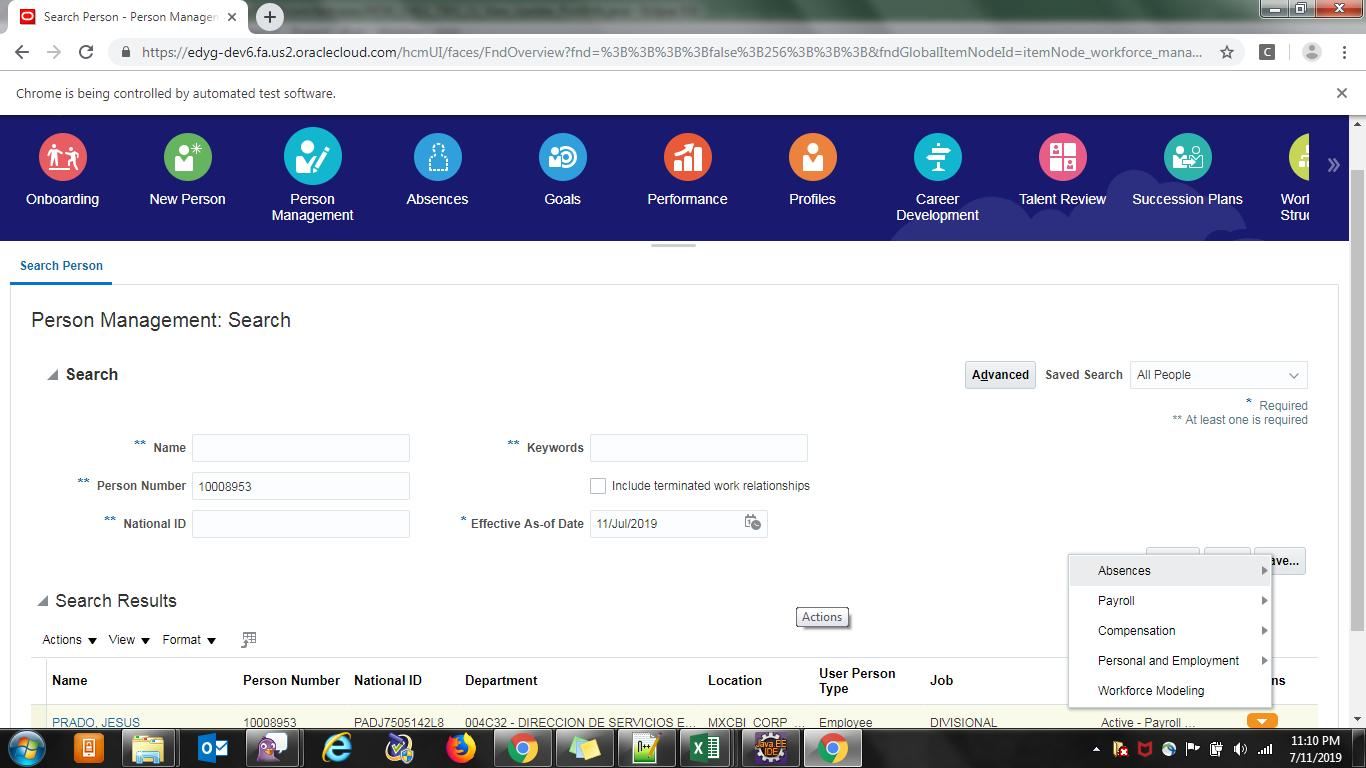 Search Person - Person Managen
https://edyg-dev6.fa.us2.oraclecloud.com/hcmUI/faces/FndOverview?fnd=%3B%3B%3B%3Bfalse%3B256%3B%3B%3B&fndGlobalItemNodeId=itemNode_workforce_mana...
C
Chrome is being controlled by automated test software.
Onboarding
New Person
Person Management
Absences
Goals
Performance
Profiles
Career Development
Talent Review
Succession Plans
Search Person
Person Management: Search
Search
Advanced
Saved Search
All People
* Required
** At least one is required
** Name
** Keywords
** Person Number 10008953
Include terminated work relationships
** National ID
* Effective As-of Date 11/Jul/2019
Absences
Payroll
Compensation
Personal and Employment
Workforce Modeling
Search Results
Actions
Actions View Format
Name Person Number National ID Department Location User Person Type Job
PRADO, JESUS 10008953 PADJ7505142L8 004C32 - DIRECCION DE SERVICIOS E... MXCBI_CORP_... Employee DIVISIONAL Active - Payroll ...
Java EE
IDE
11:10 PM
7/11/2019